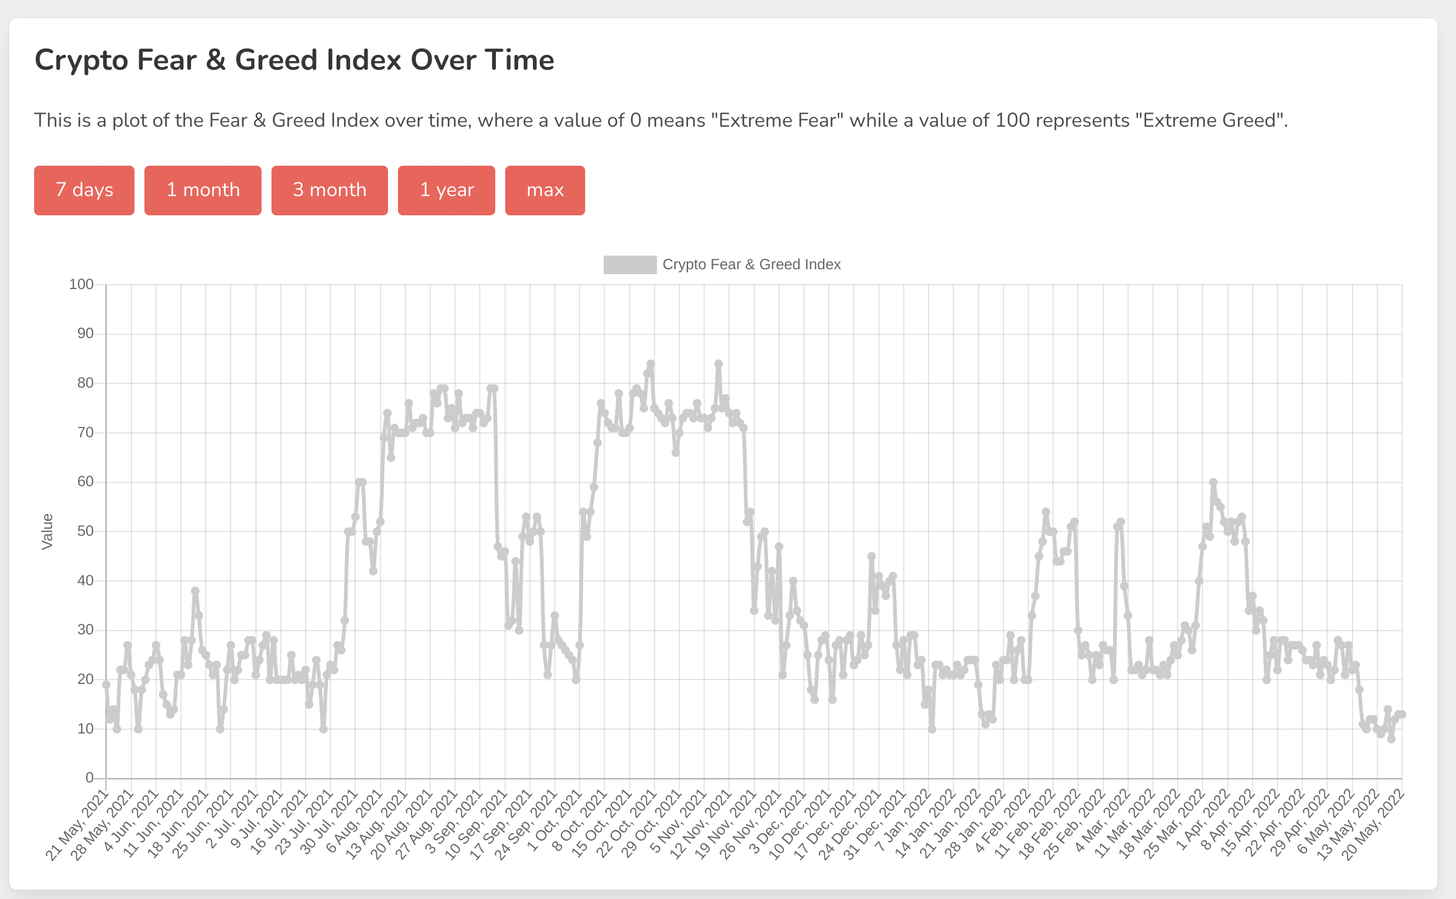 Crypto Fear & Greed Index Over Time
This is a plot of the Fear & Greed Index over time, where a value of 0 means "Extreme Fear" while a value of 100 represents "Extreme Greed".
7 days 1 month 3 month 1 year max
Crypto Fear & Greed Index
100
90
80
70
60
50
40
30
20
10
0
Value
21 May, 2021
28 May, 2021
4 Jun, 2021
11 Jun, 2021
18 Jun, 2021
25 Jun, 2021
2 Jul, 2021
9 Jul, 2021
16 Jul, 2021
23 Jul, 2021
30 Jul, 2021
6 Aug, 2021
13 Aug, 2021
20 Aug, 2021
27 Aug, 2021
3 Sep, 2021
10 Sep, 2021
17 Sep, 2021
24 Sep, 2021
1 Oct, 2021
8 Oct, 2021
15 Oct, 2021
22 Oct, 2021
29 Oct, 2021
5 Nov, 2021
12 Nov, 2021
19 Nov, 2021
26 Nov, 2021
3 Dec, 2021
10 Dec, 2021
17 Dec, 2021
24 Dec, 2021
31 Dec, 2021
7 Jan, 2022
14 Jan, 2022
21 Jan, 2022
28 Jan, 2022
4 Feb, 2022
11 Feb, 2022
18 Feb, 2022
25 Feb, 2022
4 Mar, 2022
11 Mar, 2022
18 Mar, 2022
25 Mar, 2022
1 Apr, 2022
8 Apr, 2022
15 Apr, 2022
22 Apr, 2022
29 Apr, 2022
6 May, 2022
13 May, 2022
20 May, 2022